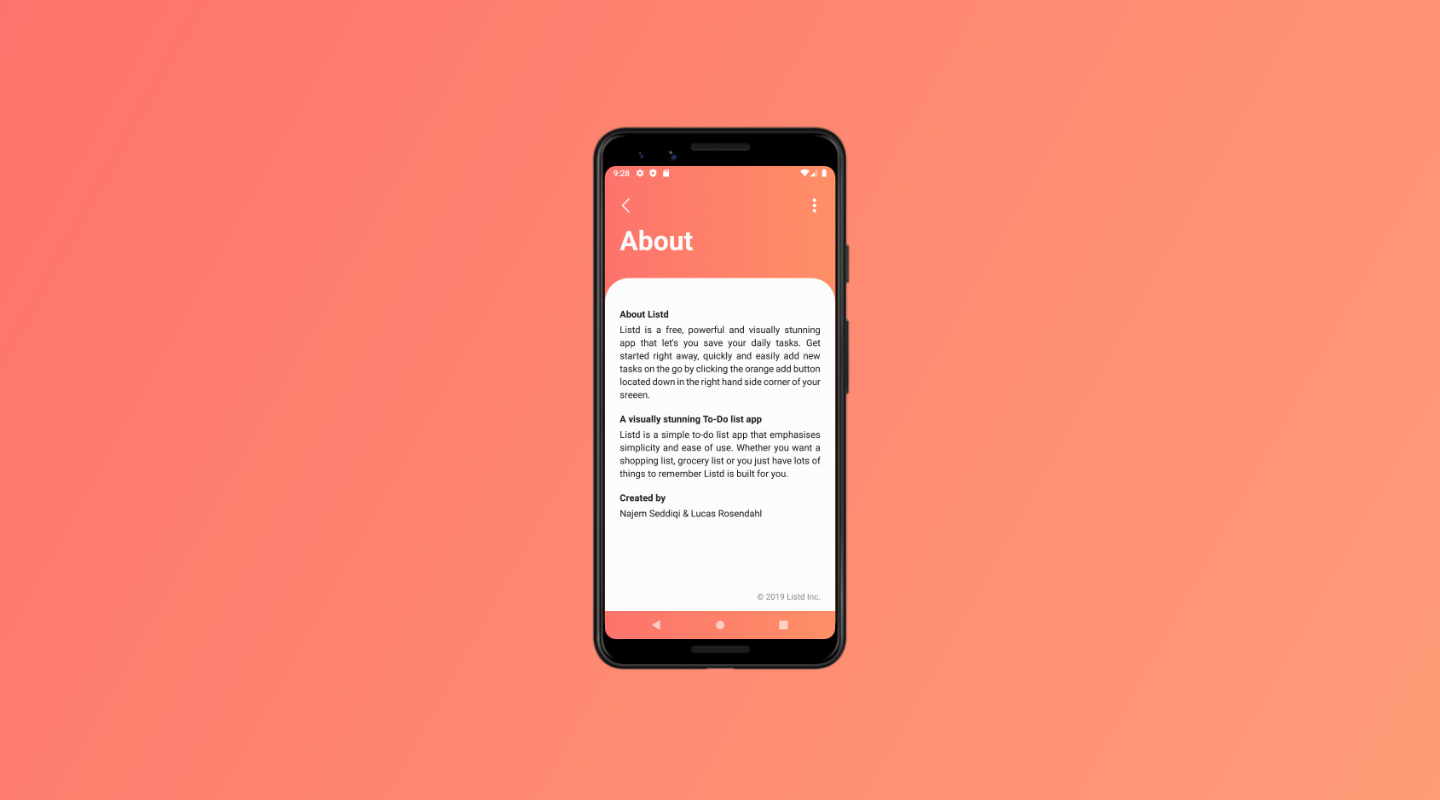 9:28
About
About Listd
Listd is a free, powerful and visually stunning
app that let's you save your daily tasks. Get
started right away, quickly and easily add new
tasks on the go by clicking the orange add button
located down in the right hand side corner of your
sreeen.
A visually stunning To-Do list app
Listd is a simple to-do list app that emphasises
simplicity and ease of use. Whether you want a
shopping list, grocery list or you just have lots of
things to remember Listd is built for you.
Created by
Najem Seddiqi & Lucas Rosendahl
© 2019 Listd Inc.